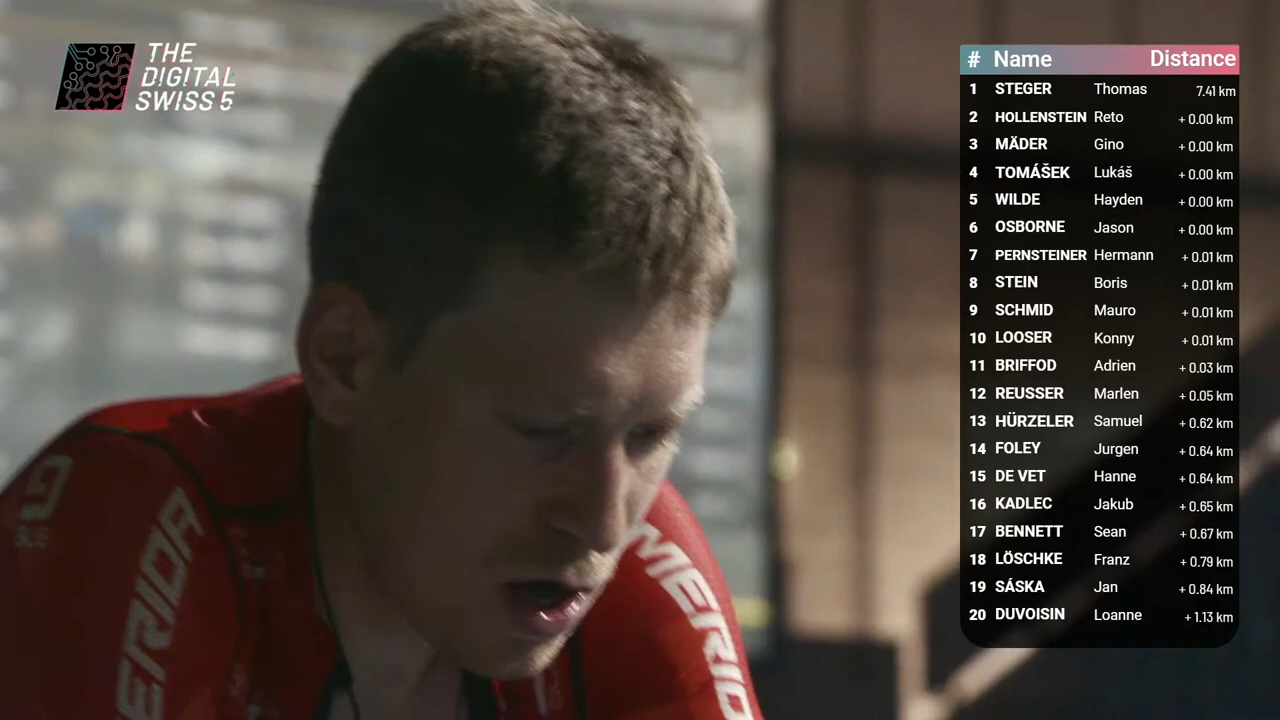 THE
DIGITAL
SWISS 5
# Name Distance
1 STEGER Thomas 7.41 km
2 HOLLENSTEIN Reto + 0.00 km
3 MÄDER Gino + 0.00 km
4 TOMÁŠEK Lukáš + 0.00 km
5 WILDE Hayden + 0.00 km
6 OSBORNE Jason + 0.00 km
7 PERNSTEINER Hermann + 0.01 km
8 STEIN Boris + 0.01 km
9 SCHMID Mauro + 0.01 km
10 LOOSER Konny + 0.01 km
11 BRIFFOD Adrien + 0.03 km
12 REUSSER Marlen + 0.05 km
13 HÜRZELER Samuel + 0.62 km
14 FOLEY Jurgen + 0.64 km
15 DE VET Hanne + 0.64 km
16 KADLEC Jakub + 0.65 km
17 BENNETT Sean + 0.67 km
18 LÖSCHKE Franz + 0.79 km
19 SÁSKA Jan + 0.84 km
20 DUVOISIN Loanne + 1.13 km
ERIDA
MERID